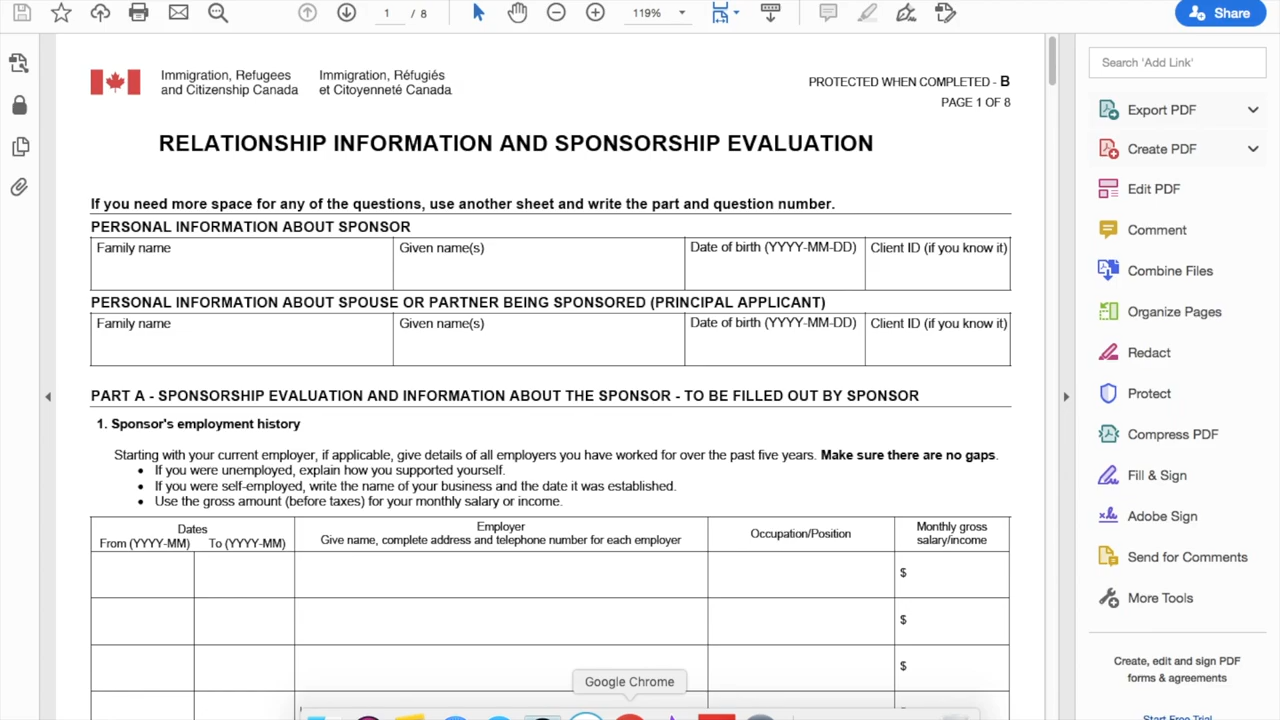 1 / 8
119%
Share
Immigration, Refugees and Citizenship Canada
Immigration, Réfugiés et Citoyenneté Canada
PROTECTED WHEN COMPLETED - B
PAGE 1 OF 8
RELATIONSHIP INFORMATION AND SPONSORSHIP EVALUATION
If you need more space for any of the questions, use another sheet and write the part and question number.
PERSONAL INFORMATION ABOUT SPONSOR
Family name
Given name(s)
Date of birth (YYYY-MM-DD)
Client ID (if you know it)
PERSONAL INFORMATION ABOUT SPOUSE OR PARTNER BEING SPONSORED (PRINCIPAL APPLICANT)
Family name
Given name(s)
Date of birth (YYYY-MM-DD)
Client ID (if you know it)
PART A - SPONSORSHIP EVALUATION AND INFORMATION ABOUT THE SPONSOR - TO BE FILLED OUT BY SPONSOR
1. Sponsor's employment history
Starting with your current employer, if applicable, give details of all employers you have worked for over the past five years. Make sure there are no gaps.
• If you were unemployed, explain how you supported yourself.
• If you were self-employed, write the name of your business and the date it was established.
• Use the gross amount (before taxes) for your monthly salary or income.
Dates
From (YYYY-MM)
To (YYYY-MM)
Employer
Give name, complete address and telephone number for each employer
Occupation/Position
Monthly gross
salary/income
$
$
$
Google Chrome
Search 'Add Link'
Export PDF
Create PDF
Edit PDF
Comment
Combine Files
Organize Pages
Redact
Protect
Compress PDF
Fill & Sign
Adobe Sign
Send for Comments
More Tools
Create, edit and sign PDF
forms & agreements
Start Free Trial